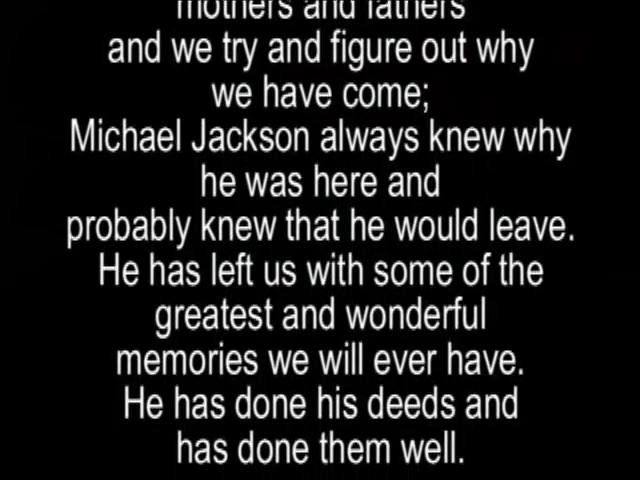 mothers and fathers
and we try and figure out why
we have come;
Michael Jackson always knew why
he was here and
probably knew that he would leave.
He has left us with some of the
greatest and wonderful
memories we will ever have.
He has done his deeds and
has done them well.